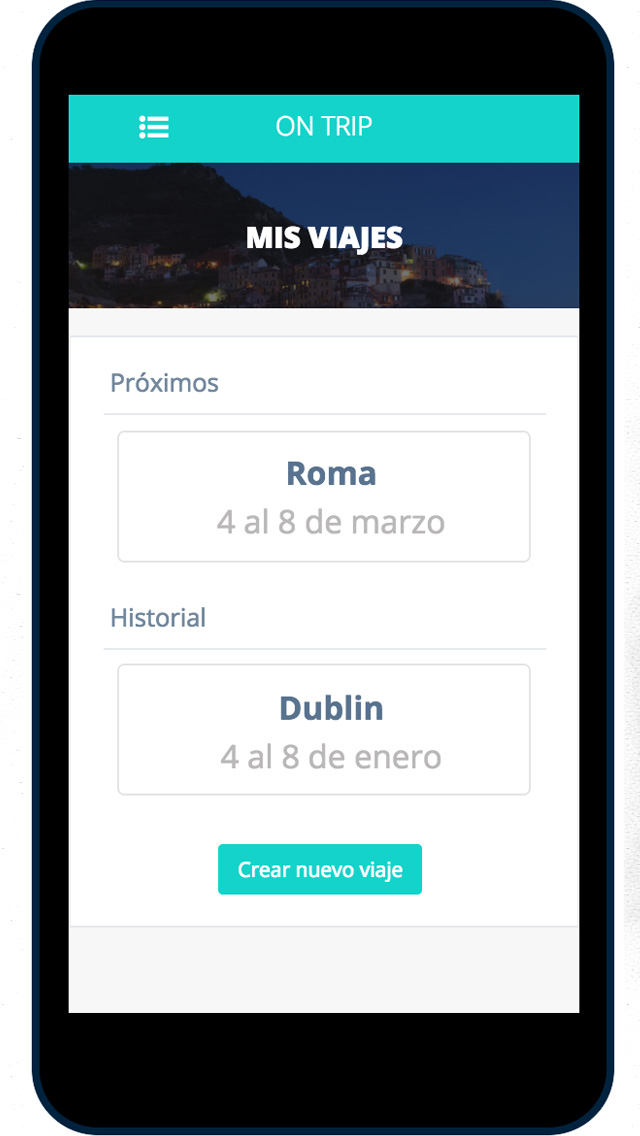 ON TRIP
MIS VIAJES
Próximos
Roma
4 al 8 de marzo
Historial
Dublin
4 al 8 de enero
Crear nuevo viaje